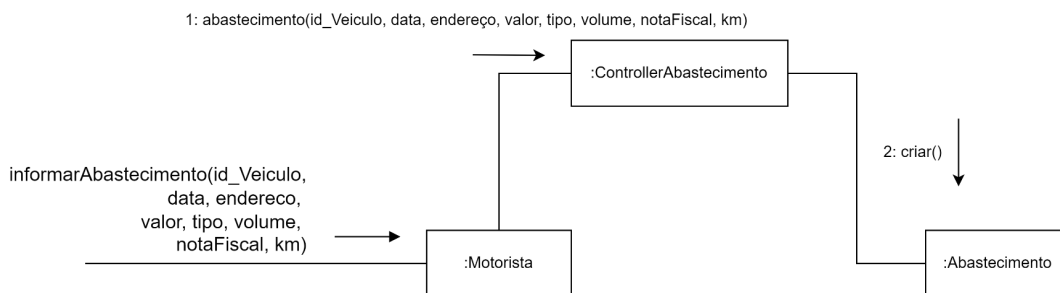 1: abastecimento(id_Veiculo, data, endereço, valor, tipo, volume, notaFiscal, km)
:ControllerAbastecimento
2: criar()
informarAbastecimento(id_Veiculo,
data, endereco,
valor, tipo, volume,
notaFiscal, km)
:Motorista
:Abastecimento